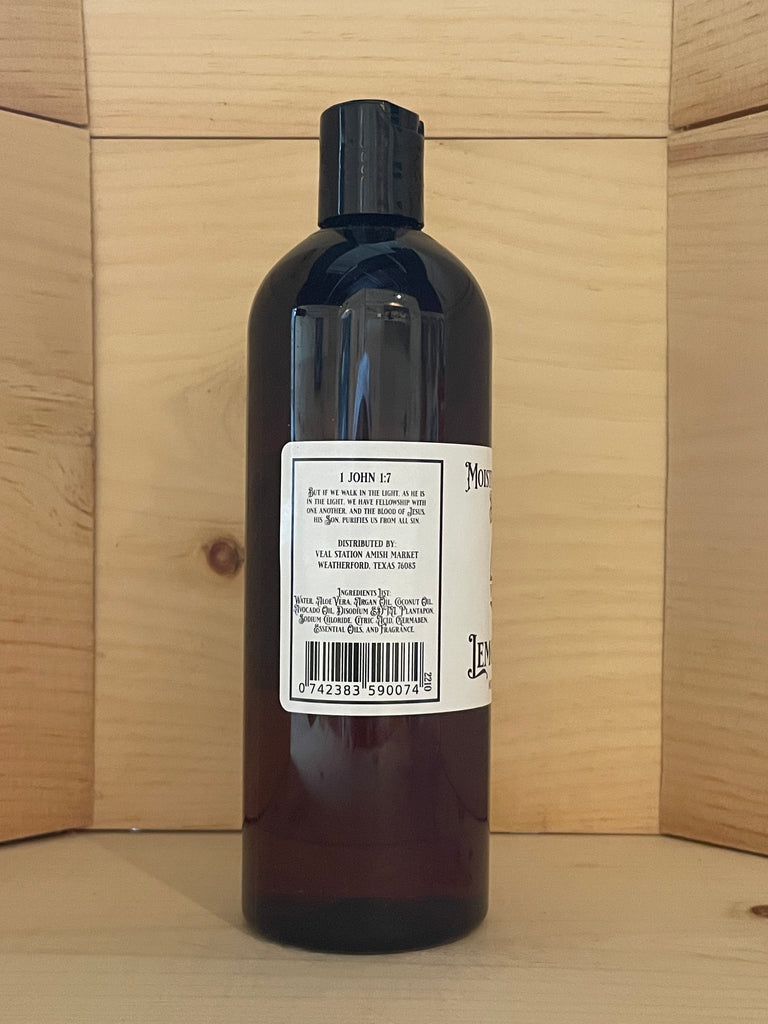 1 JOHN 1:7
BUT IF WE WALK IN THE LIGHT, AS HE IS
IN THE LIGHT, WE HAVE FELLOWSHIP WITH
ONE ANOTHER, AND THE BLOOD OF JESUS,
HIS SON, PURIFIES US FROM ALL SIN.
DISTRIBUTED BY:
VEAL STATION AMISH MARKET
WEATHERFORD, TEXAS 76085
INGREDIENTS LIST:
WATER, ALOE VERA, ARGAN OIL, COCONUT OIL,
AVOCADO OIL, DISODIUM EDTA, PLANTAPON,
SODIUM CHLORIDE, CITRIC ACID, GERMABEN,
ESSENTIAL OILS, AND FRAGRANCE.
0 742383 590074
2210
MOIST
LEM